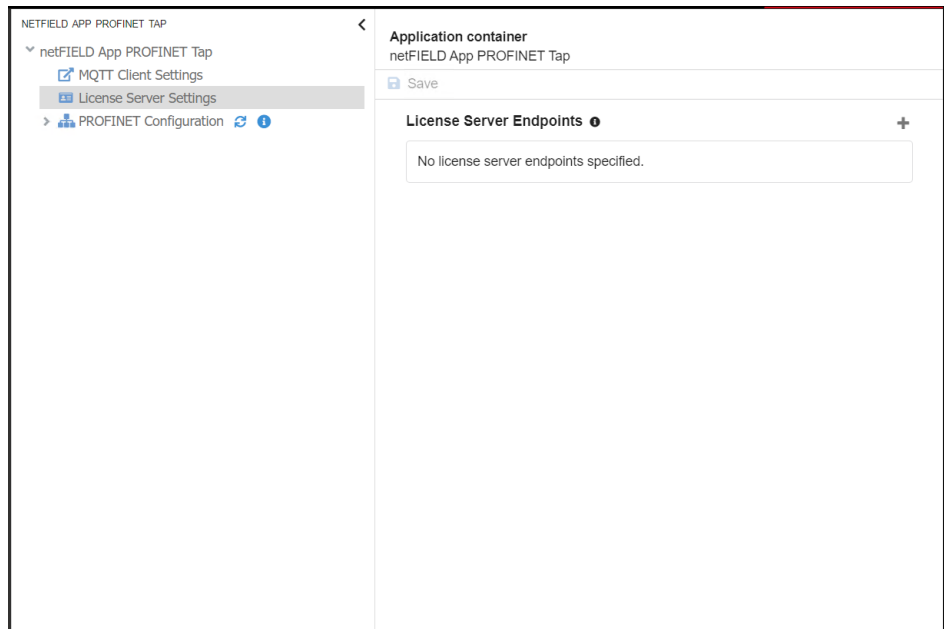 NETFIELD APP PROFINET TAP
netFIELD App PROFINET Tap
MQTT Client Settings
License Server Settings
PROFINET Configuration
Application container
netFIELD App PROFINET Tap
Save
License Server Endpoints
No license server endpoints specified.